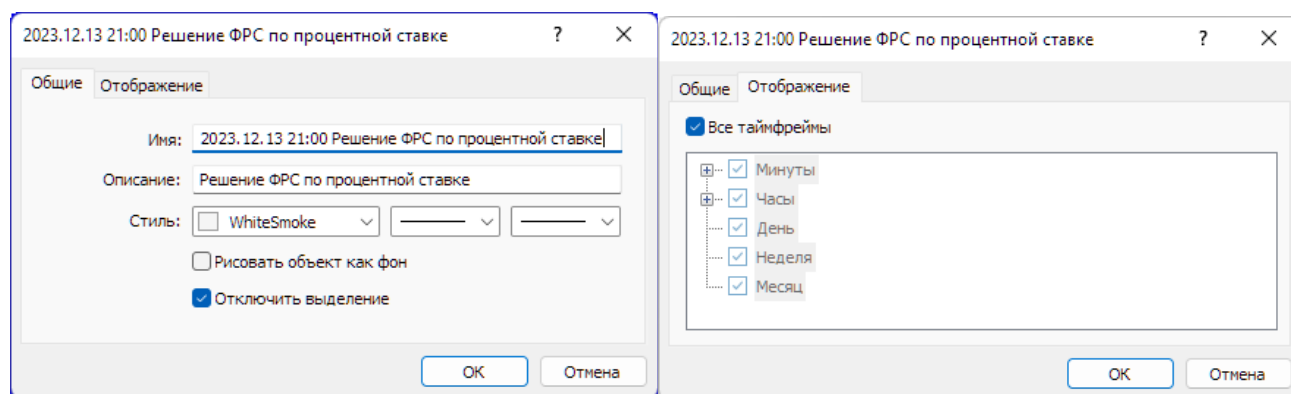 2023.12.13 21:00 Решение ФРС по процентной ставке
Общие
Отображение
Имя:
2023.12.13 21:00 Решение ФРС по процентной ставке
Описание:
Решение ФРС по процентной ставке
Стиль:
WhiteSmoke
Рисовать объект как фон
Отключить выделение
OK
Отмена
2023.12.13 21:00 Решение ФРС по процентной ставке
Общие
Отображение
Все таймфреймы
Минуты
Часы
День
Неделя
Месяц
OK
Отмена